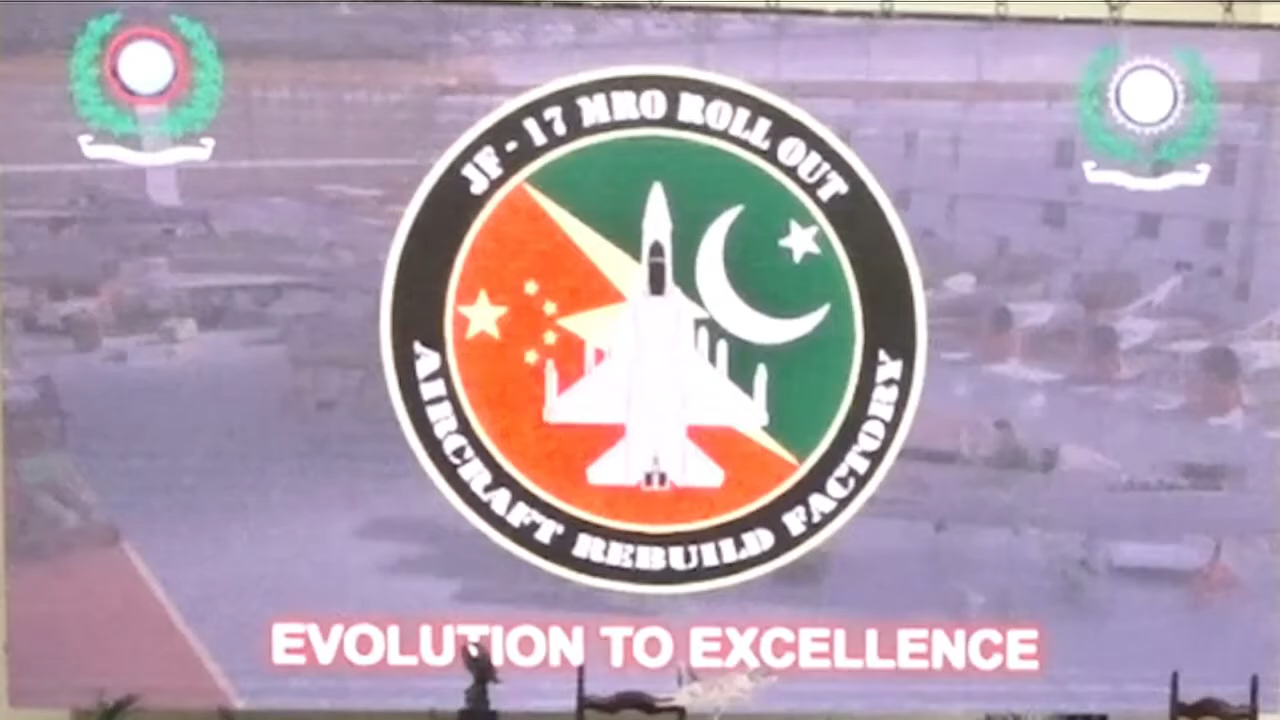 JF - 17 MRO ROLL OUT
AIRCRAFT REBUILD FACTORY
EVOLUTION TO EXCELLENCE